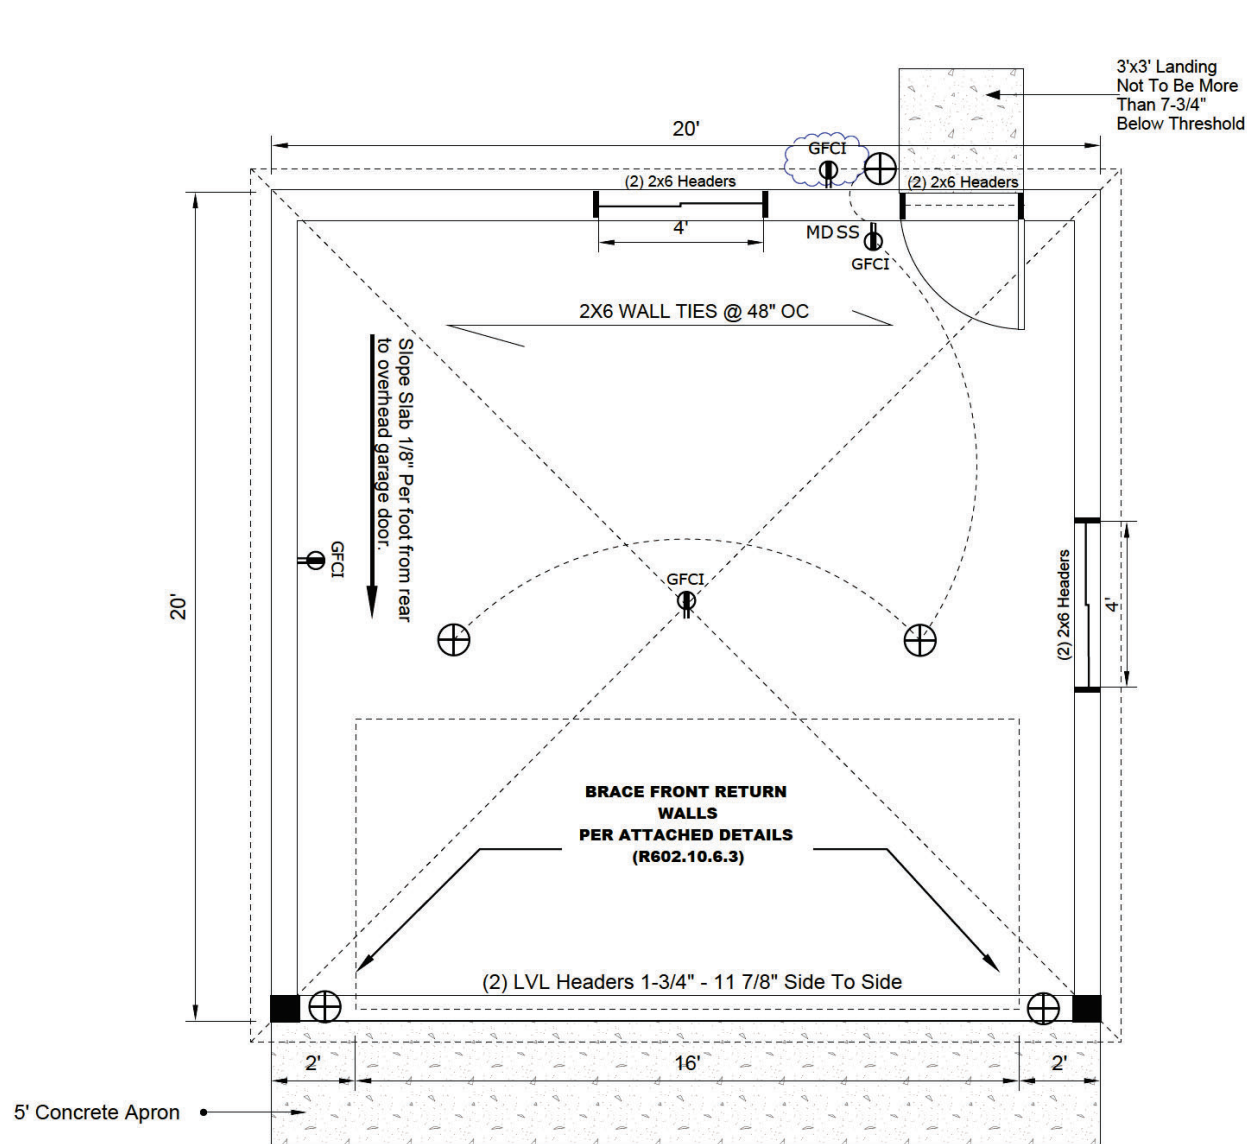 3'x3' Landing
Not To Be More
Than 7-3/4"
Below Threshold
20'
GFCI
(2) 2x6 Headers
(2) 2x6 Headers
4'
MD SS
GFCI
2X6 WALL TIES @ 48" OC
Slope Slab 1/8" Per foot from rear
to overhead garage door.
GFCI
GFCI
20'
(2) 2x6 Headers
4'
BRACE FRONT RETURN
WALLS
PER ATTACHED DETAILS
(R602.10.6.3)
(2) LVL Headers 1-3/4" - 11 7/8" Side To Side
2'
16'
2'
5' Concrete Apron